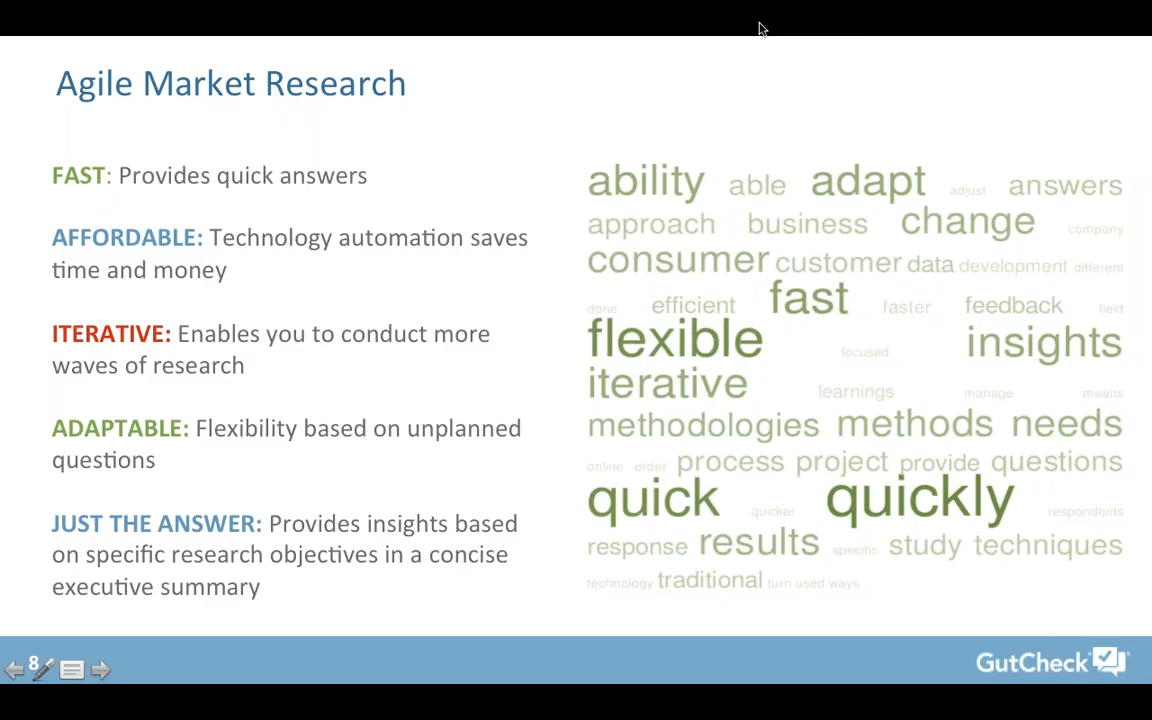 Agile Market Research
FAST: Provides quick answers
AFFORDABLE: Technology automation saves
time and money
ITERATIVE: Enables you to conduct more
waves of research
ADAPTABLE: Flexibility based on unplanned
questions
JUST THE ANSWER: Provides insights based
on specific research objectives in a concise
executive summary
ability able adapt adjust answers
approach business change company
consumer customer data development different
done efficient fast faster feedback field
flexible focused insights
iterative learnings manage means
methodologies methods needs
online order process project provide questions
quick quicker quickly respondents
response results specific study techniques
technology traditional turn used ways
8
GutCheck